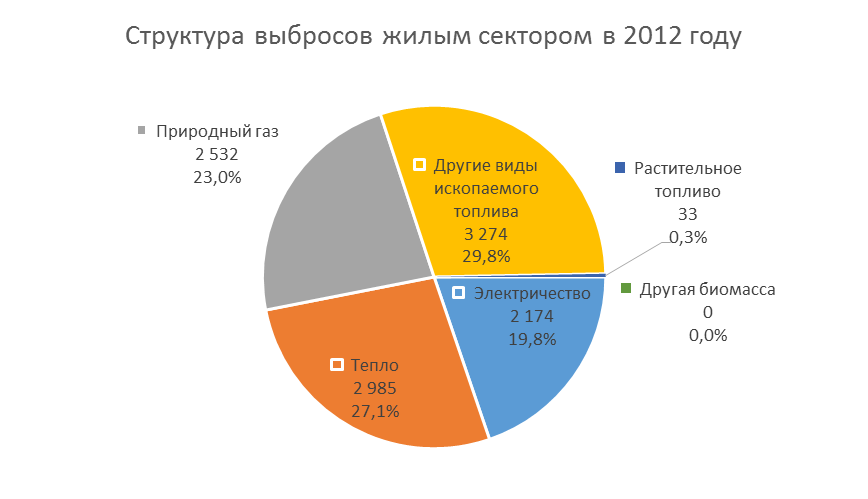 Структура выбросов жилым сектором в 2012 году
Природный газ
2 532
23,0%
Другие виды
ископаемого
топлива
3 274
29,8%
Растительное
топливо
33
0,3%
Другая биомасса
0
0,0%
Электричество
2 174
19,8%
Тепло
2 985
27,1%